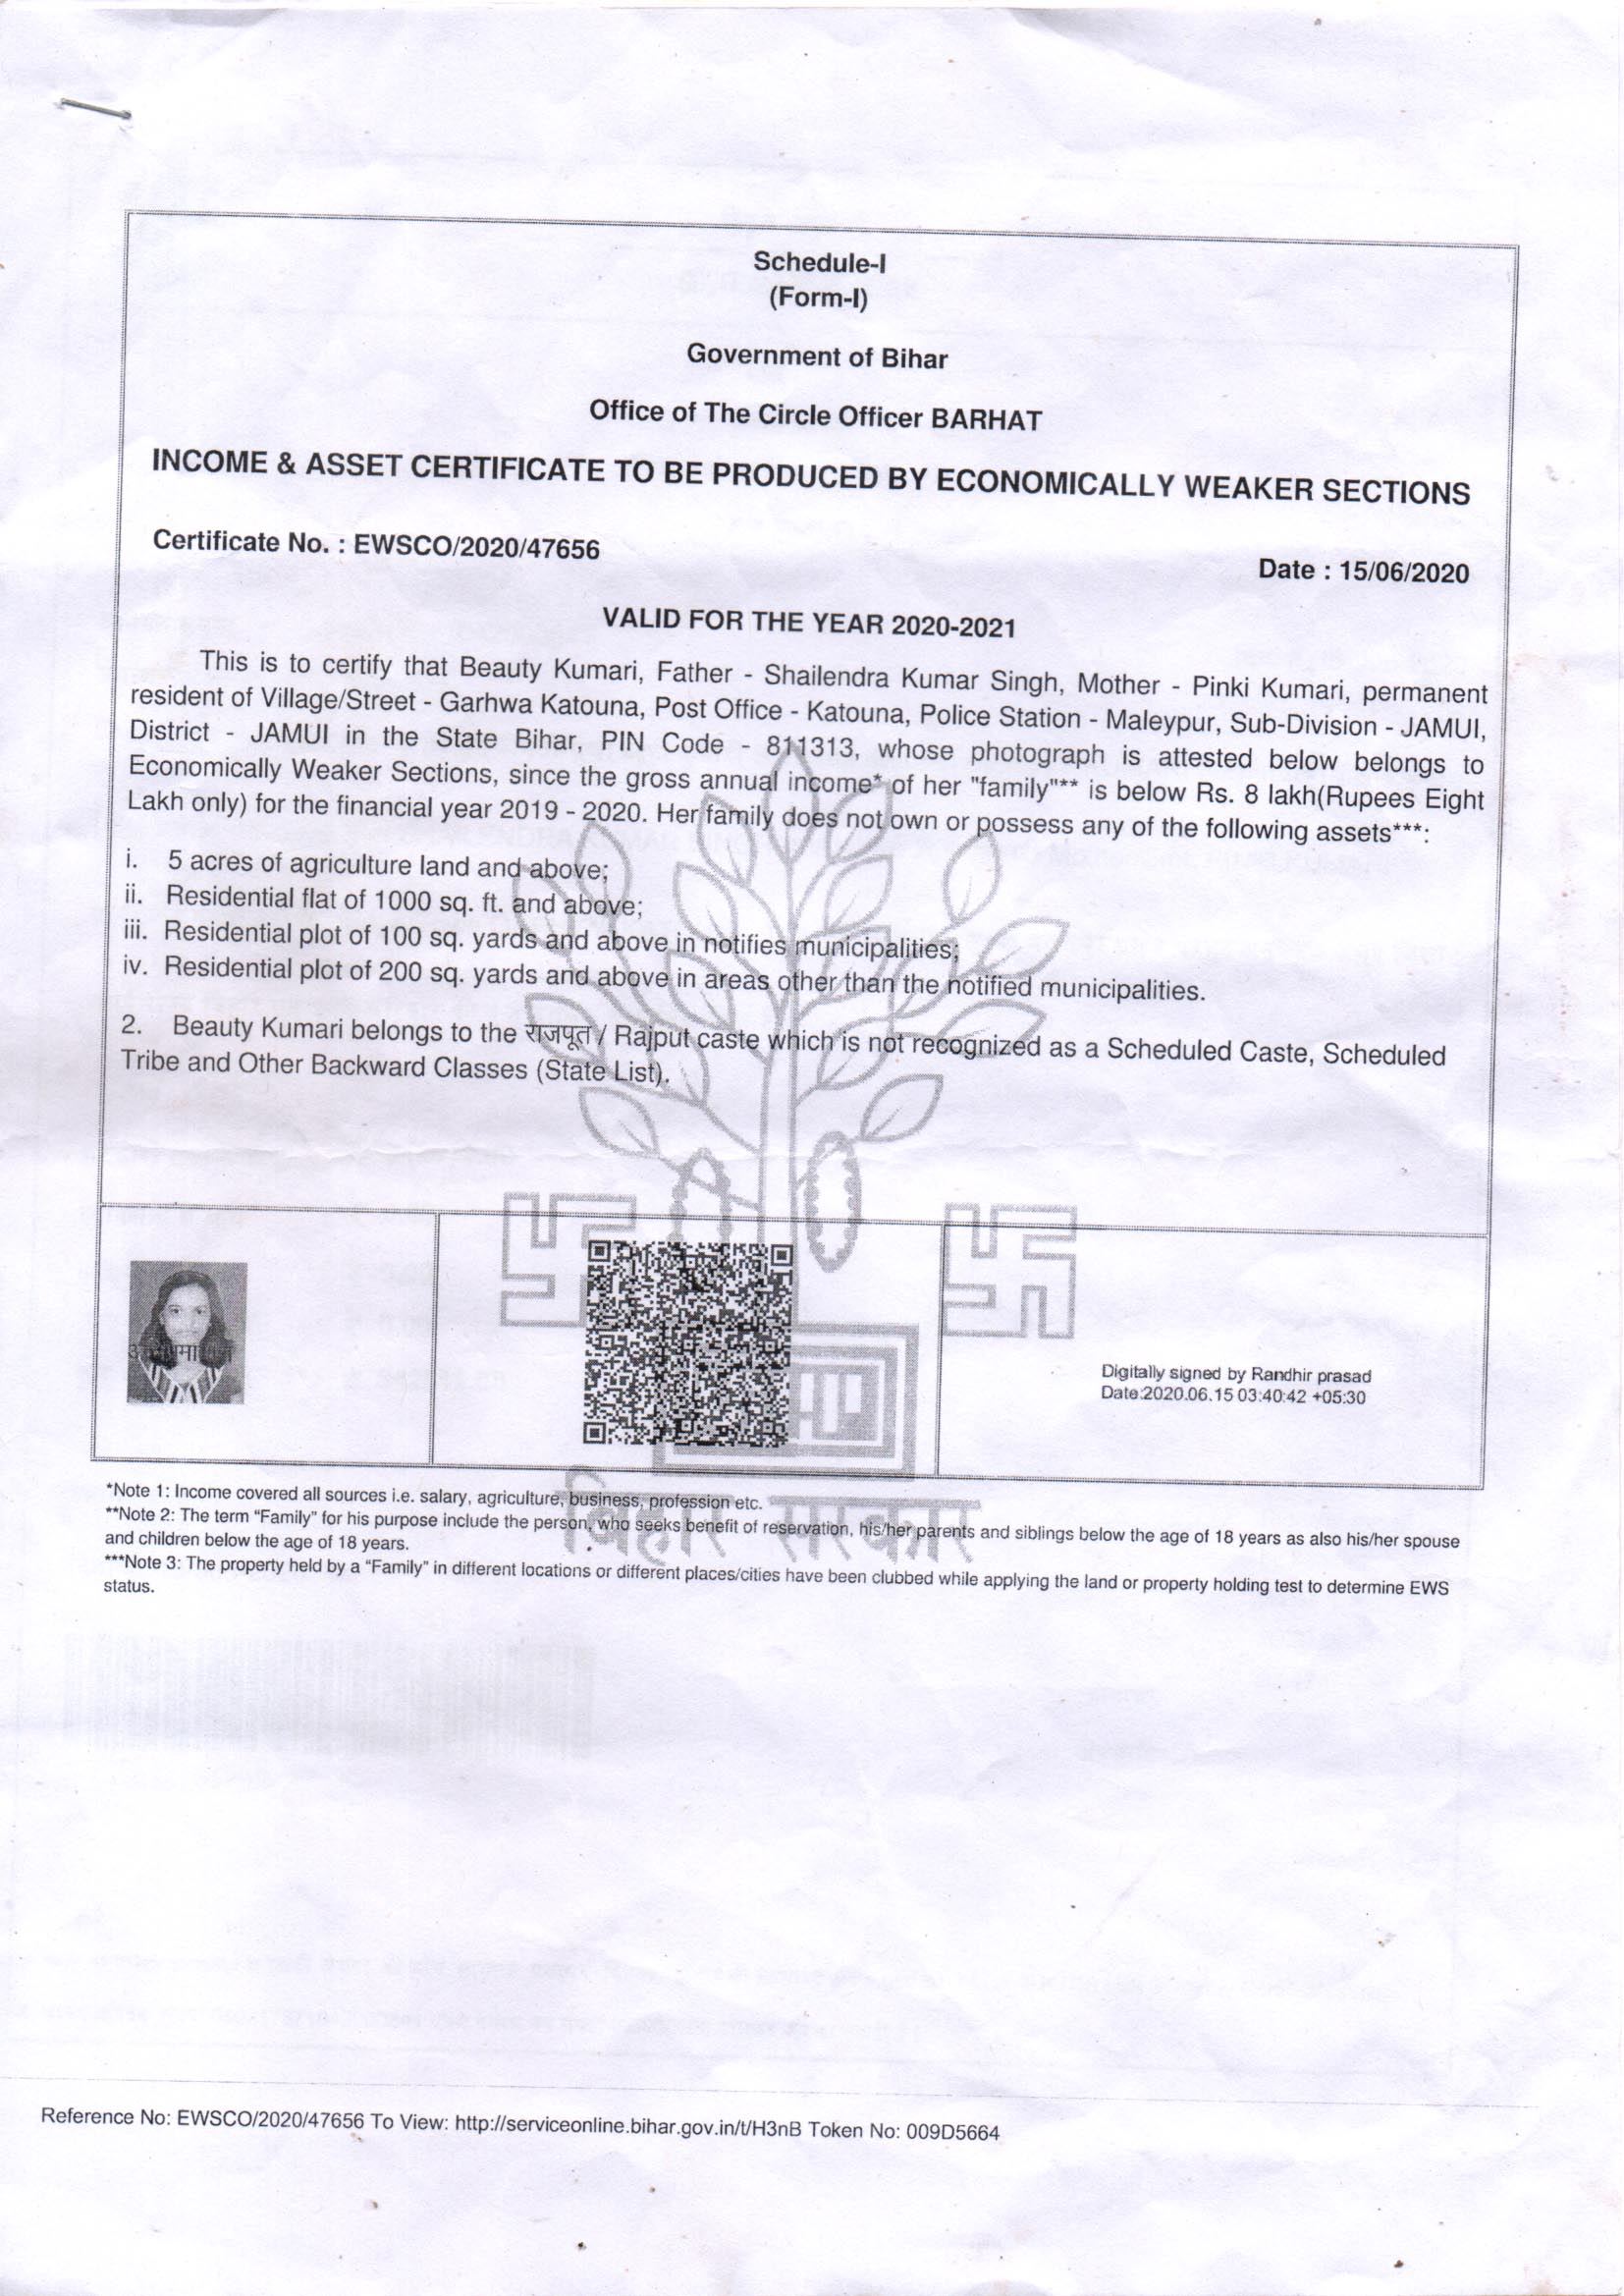 Schedule-I
(Form-I)
Government of Bihar
Office of The Circle Officer BARHAT
INCOME & ASSET CERTIFICATE TO BE PRODUCED BY ECONOMICALLY WEAKER SECTIONS
Certificate No. : EWSCO/2020/47656
Date : 15/06/2020
VALID FOR THE YEAR 2020-2021
This is to certify that Beauty Kumari, Father - Shailendra Kumar Singh, Mother - Pinki Kumari, permanent
resident of Village/Street - Garhwa Katouna, Post Office - Katouna, Police Station - Maleypur, Sub-Division - JAMUI,
District - JAMUI in the State Bihar, PIN Code - 811313, whose photograph is attested below belongs to
Economically Weaker Sections, since the gross annual income* of her "family"** is below Rs. 8 lakh(Rupees Eight
Lakh only) for the financial year 2019 - 2020. Her family does not own or possess any of the following assets***:
i. 5 acres of agriculture land and above;
ii. Residential flat of 1000 sq. ft. and above;
iii. Residential plot of 100 sq. yards and above in notifies municipalities;
iv. Residential plot of 200 sq. yards and above in areas other than the notified municipalities.
2. Beauty Kumari belongs to the राजपूत / Rajput caste which is not recognized as a Scheduled Caste, Scheduled
Tribe and Other Backward Classes (State List).
Digitally signed by Randhir prasad
Date:2020.06.15 03:40:42 +05:30
बिहार सरकार
*Note 1: Income covered all sources i.e. salary, agriculture, business, profession etc.
**Note 2: The term “Family” for his purpose include the person, who seeks benefit of reservation, his/her parents and siblings below the age of 18 years as also his/her spouse
and children below the age of 18 years.
***Note 3: The property held by a “Family” in different locations or different places/cities have been clubbed while applying the land or property holding test to determine EWS
status.
Reference No: EWSCO/2020/47656 To View: http://serviceonline.bihar.gov.in/t/H3nB Token No: 009D5664